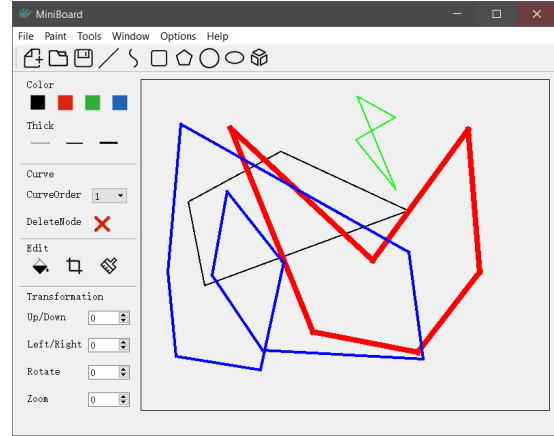 MiniBoard
File Paint Tools Window Options Help
Color
Thick
Curve
CurveOrder 1
DeleteNode
Edit
Transformation
Up/Down 0
Left/Right 0
Rotate 0
Zoom 0